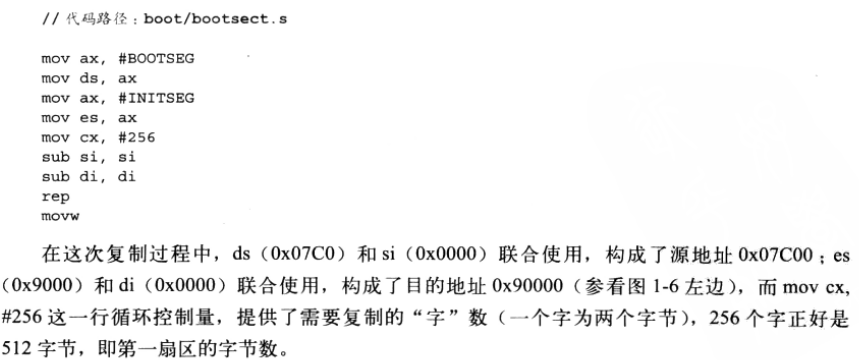 // 代码路径：boot/bootsect.s
mov ax, #BOOTSEG
mov ds, ax
mov ax, #INITSEG
mov es, ax
mov cx, #256
sub si, si
sub di, di
rep
movw
在这次复制过程中，ds（0x07C0）和 si（0x0000）联合使用，构成了源地址 0x07C00；es
（0x9000）和 di（0x0000）联合使用，构成了目的地址 0x90000（参看图 1-6 左边），而 mov cx,
#256 这一行循环控制量，提供了需要复制的“字”数（一个字为两个字节），256 个字正好是
512 字节，即第一扇区的字节数。